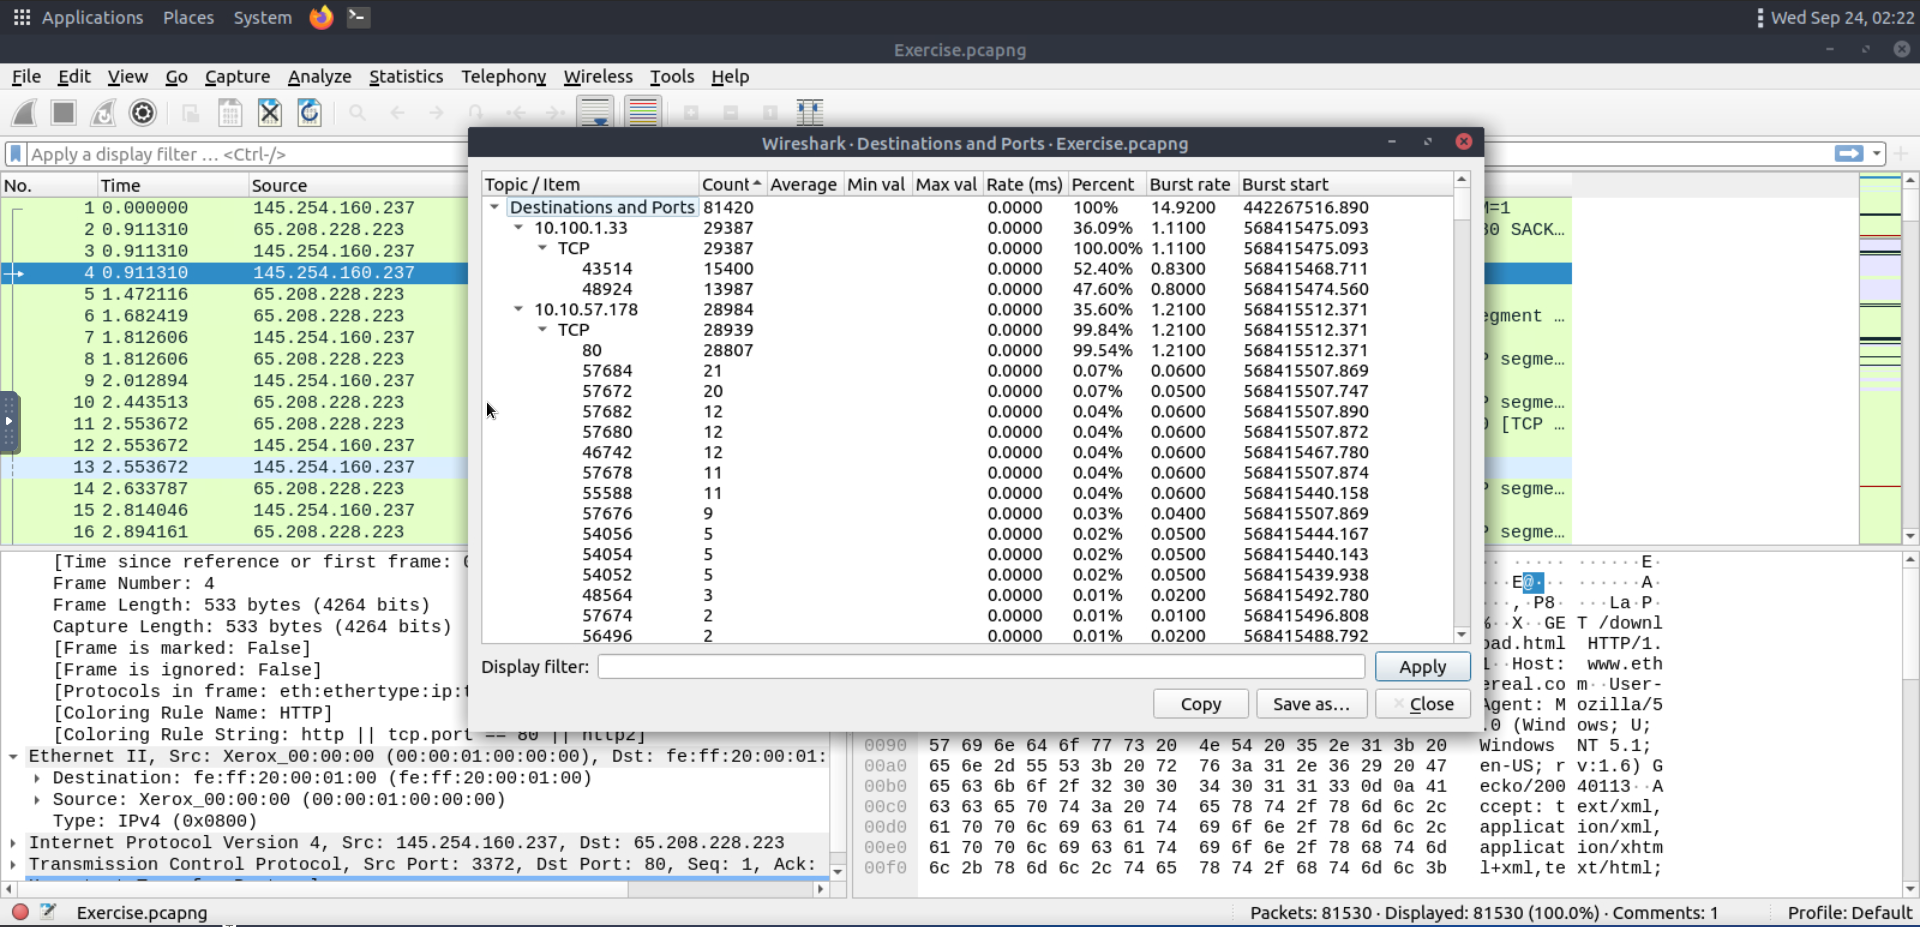 Applications Places System
Wed Sep 24, 02:22
Exercise.pcapng
File Edit View Go Capture Analyze Statistics Telephony Wireless Tools Help
Apply a display filter … <Ctrl-/>
No. Time Source
1 0.000000 145.254.160.237
2 0.911310 65.208.228.223
3 0.911310 145.254.160.237
4 0.911310 145.254.160.237
5 1.472116 65.208.228.223
6 1.682419 65.208.228.223
7 1.812606 145.254.160.237
8 1.812606 65.208.228.223
9 2.012894 145.254.160.237
10 2.443513 65.208.228.223
11 2.553672 65.208.228.223
12 2.553672 145.254.160.237
13 2.553672 145.254.160.237
14 2.633787 65.208.228.223
15 2.814046 145.254.160.237
16 2.894161 65.208.228.223
Wireshark · Destinations and Ports · Exercise.pcapng
Topic / Item Count Average Min val Max val Rate (ms) Percent Burst rate Burst start
Destinations and Ports 81420 0.0000 100% 14.9200 442267516.890
10.100.1.33 29387 0.0000 36.09% 1.1100 568415475.093
TCP 29387 0.0000 100.00% 1.1100 568415475.093
43514 15400 0.0000 52.40% 0.8300 568415468.711
48924 13987 0.0000 47.60% 0.8000 568415474.560
10.10.57.178 28984 0.0000 35.60% 1.2100 568415512.371
TCP 28939 0.0000 99.84% 1.2100 568415512.371
80 28807 0.0000 99.54% 1.2100 568415512.371
57684 21 0.0000 0.07% 0.0600 568415507.869
57672 20 0.0000 0.07% 0.0500 568415507.747
57682 12 0.0000 0.04% 0.0600 568415507.890
57680 12 0.0000 0.04% 0.0600 568415507.872
46742 12 0.0000 0.04% 0.0600 568415467.780
57678 11 0.0000 0.04% 0.0600 568415507.874
55588 11 0.0000 0.04% 0.0600 568415440.158
57676 9 0.0000 0.03% 0.0400 568415507.869
54056 5 0.0000 0.02% 0.0500 568415444.167
54054 5 0.0000 0.02% 0.0500 568415440.143
54052 5 0.0000 0.02% 0.0500 568415439.938
48564 3 0.0000 0.01% 0.0200 568415492.780
57674 2 0.0000 0.01% 0.0100 568415496.808
56496 2 0.0000 0.01% 0.0200 568415488.792
Display filter: Apply
Copy Save as… Close
=1
SACK…
egment …
segme…
segme…
[TCP …
segme…
segme…
[Time since reference or first frame:
Frame Number: 4
Frame Length: 533 bytes (4264 bits)
Capture Length: 533 bytes (4264 bits)
[Frame is marked: False]
[Frame is ignored: False]
[Protocols in frame: eth:ethertype:ip:t
[Coloring Rule Name: HTTP]
[Coloring Rule String: http || tcp.port == 80 || http2]
Ethernet II, Src: Xerox_00:00:00 (00:00:01:00:00:00), Dst: fe:ff:20:00:01:
Destination: fe:ff:20:00:01:00 (fe:ff:20:00:01:00)
Source: Xerox_00:00:00 (00:00:01:00:00:00)
Type: IPv4 (0x0800)
Internet Protocol Version 4, Src: 145.254.160.237, Dst: 65.208.228.223
Transmission Control Protocol, Src Port: 3372, Dst Port: 80, Seq: 1, Ack:
·· ····· ······E·
···E@·· ······A·
···,·P8· ···La·P·
%··X··GE T /downl
oad.html HTTP/1.
1··Host: www.eth
ereal.co m··User-
Agent: M ozilla/5
.0 (Wind ows; U;
0090 57 69 6e 64 6f 77 73 20 4e 54 20 35 2e 31 3b 20 Windows NT 5.1;
00a0 65 6e 2d 55 53 3b 20 72 76 3a 31 2e 36 29 20 47 en-US; r v:1.6) G
00b0 65 63 6b 6f 2f 32 30 30 34 30 31 31 33 0d 0a 41 ecko/200 40113··A
00c0 63 63 65 70 74 3a 20 74 65 78 74 2f 78 6d 6c 2c ccept: t ext/xml,
00d0 61 70 70 6c 69 63 61 74 69 6f 6e 2f 78 6d 6c 2c applicat ion/xml,
00e0 61 70 70 6c 69 63 61 74 69 6f 6e 2f 78 68 74 6d applicat ion/xhtm
00f0 6c 2b 78 6d 6c 2c 74 65 78 74 2f 68 74 6d 6c 3b l+xml,te xt/html;
Exercise.pcapng
Packets: 81530 · Displayed: 81530 (100.0%) · Comments: 1
Profile: Default